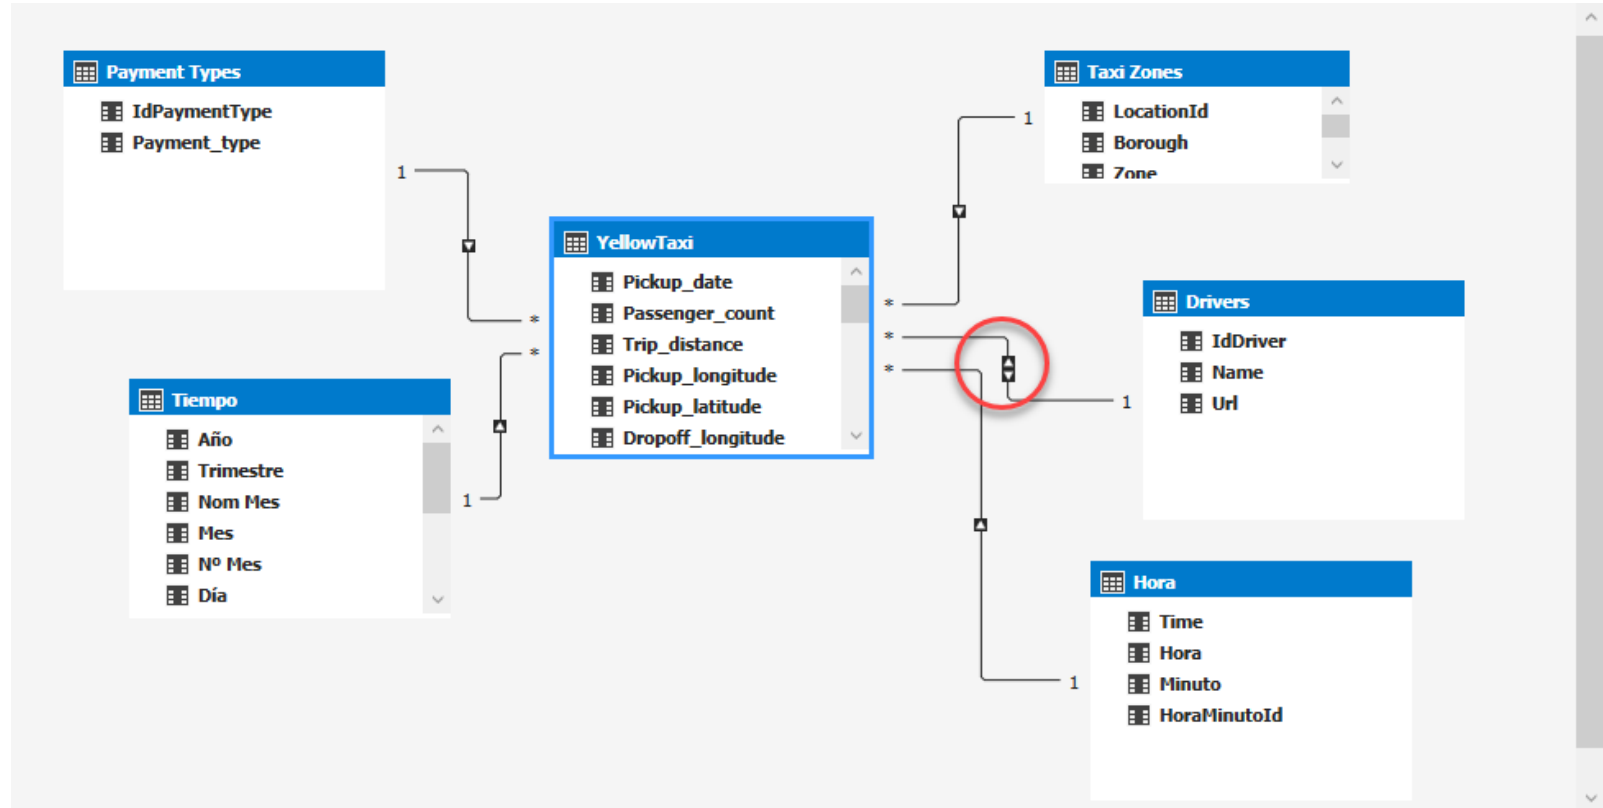 Payment Types
IdPaymentType
Payment_type
1
*
Tiempo
Año
Trimestre
Nom Mes
Mes
Nº Mes
Día
1
*
YellowTaxi
Pickup_date
Passenger_count
Trip_distance
Pickup_longitude
Pickup_latitude
Dropoff_longitude
*
*
*
Taxi Zones
LocationId
Borough
Zone
1
Drivers
IdDriver
Name
Url
1
Hora
Time
Hora
Minuto
HoraMinutoId
1